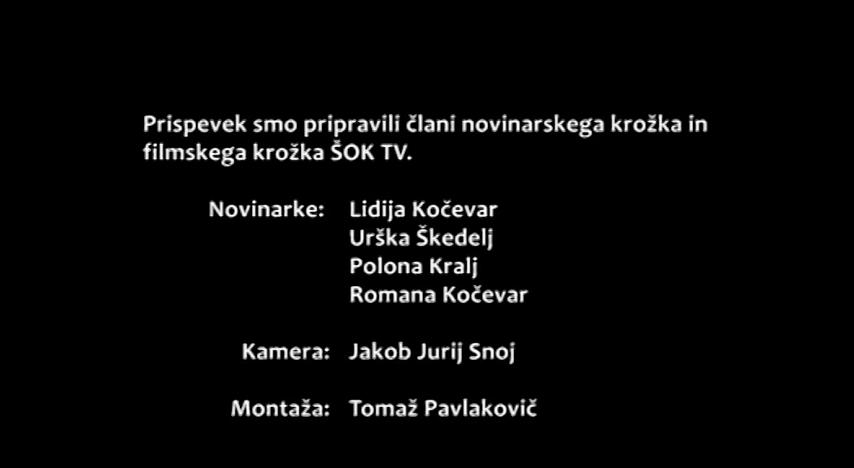 Prispevek smo pripravili člani novinarskega krožka in
filmskega krožka ŠOK TV.
Novinarke: Lidija Kočevar
Urška Škedelj
Polona Kralj
Romana Kočevar
Kamera: Jakob Jurij Snoj
Montaža: Tomaž Pavlakovič